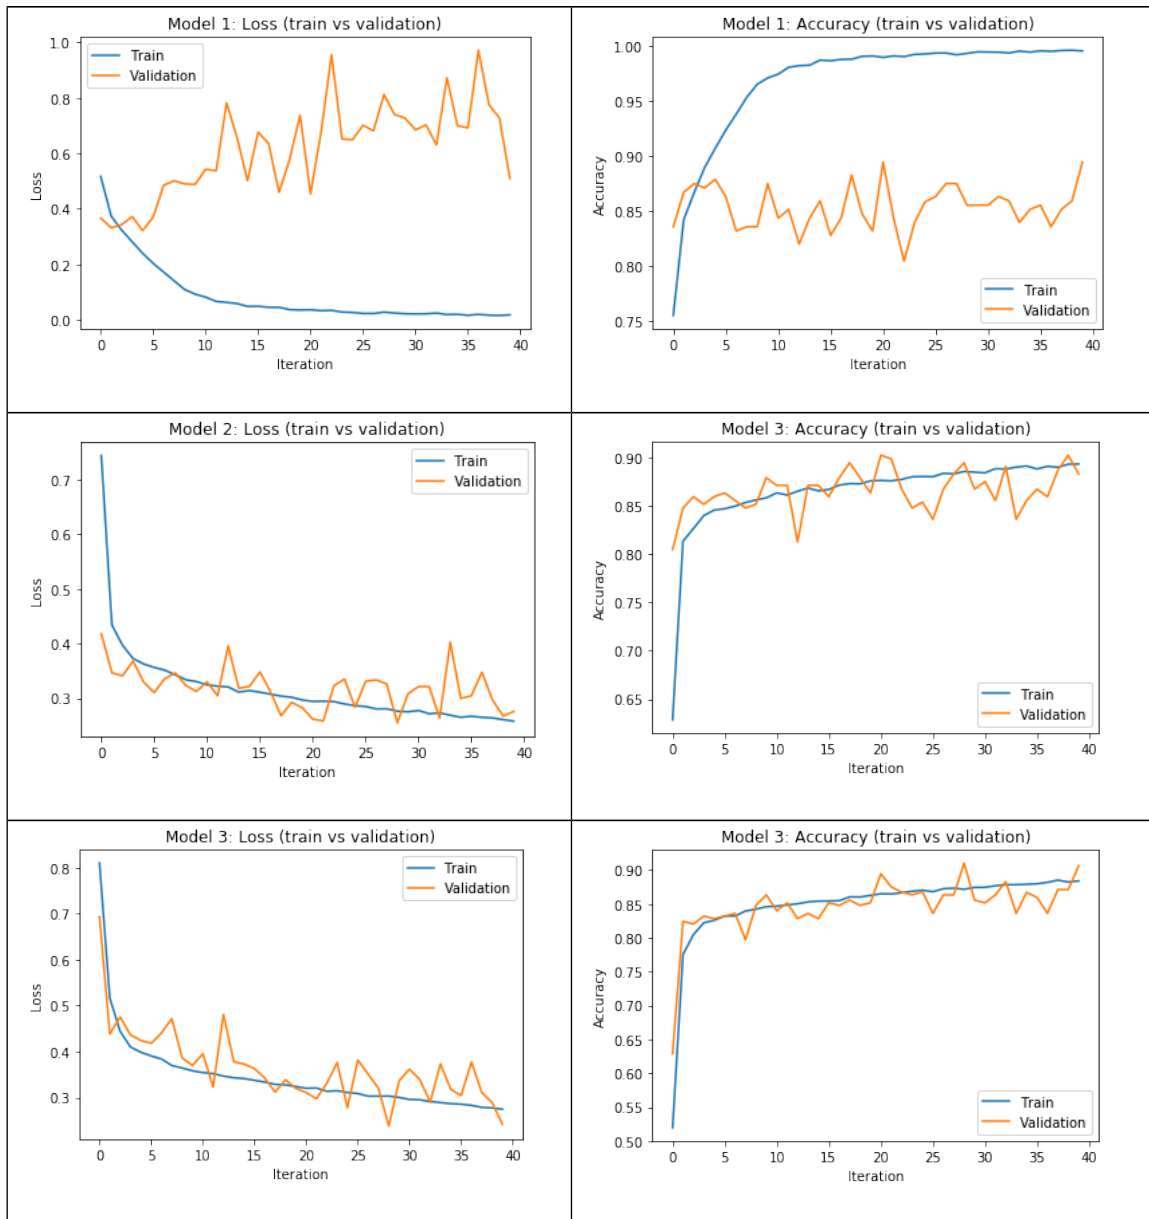 Model 1: Loss (train vs validation)
1.0
0.8
0.6
0.4
0.2
0.0
Loss
Train
Validation
0 5 10 15 20 25 30 35 40
Iteration
Model 1: Accuracy (train vs validation)
1.00
0.95
0.90
0.85
0.80
0.75
Accuracy
Train
Validation
0 5 10 15 20 25 30 35 40
Iteration
Model 2: Loss (train vs validation)
0.7
0.6
0.5
0.4
0.3
Loss
Train
Validation
0 5 10 15 20 25 30 35 40
Iteration
Model 3: Accuracy (train vs validation)
0.90
0.85
0.80
0.75
0.70
0.65
Accuracy
Train
Validation
0 5 10 15 20 25 30 35 40
Iteration
Model 3: Loss (train vs validation)
0.8
0.7
0.6
0.5
0.4
0.3
Loss
Train
Validation
0 5 10 15 20 25 30 35 40
Iteration
Model 3: Accuracy (train vs validation)
0.90
0.85
0.80
0.75
0.70
0.65
0.60
0.55
0.50
Accuracy
Train
Validation
0 5 10 15 20 25 30 35 40
Iteration